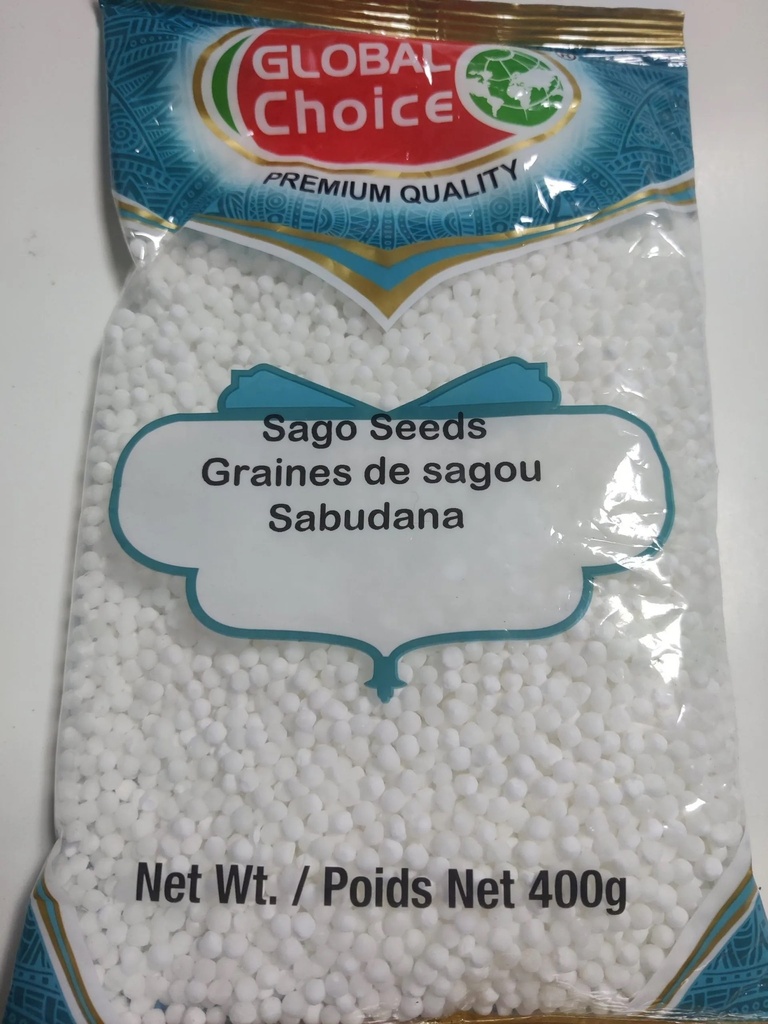 GLOBAL
Choice
®
PREMIUM QUALITY
Sago Seeds
Graines de sagou
Sabudana
Net Wt. / Poids Net 400g